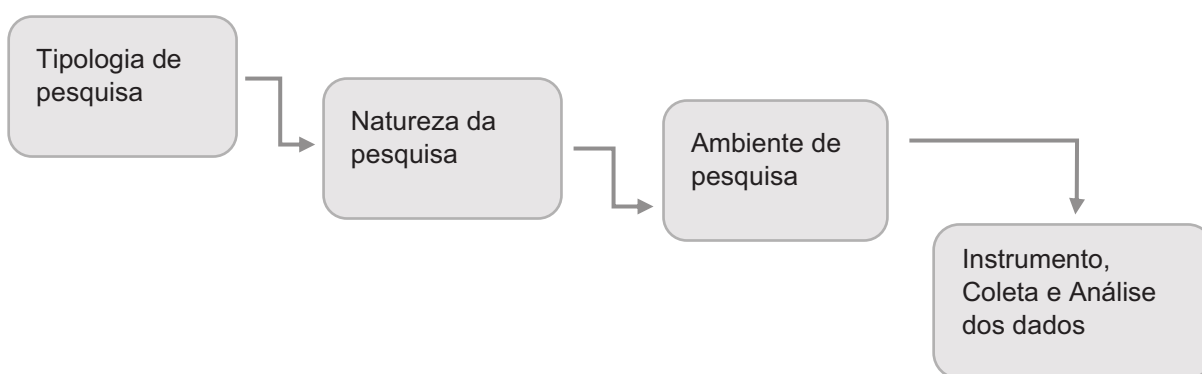 Tipologia de
pesquisa
Natureza da
pesquisa
Ambiente de
pesquisa
Instrumento,
Coleta e Análise
dos dados